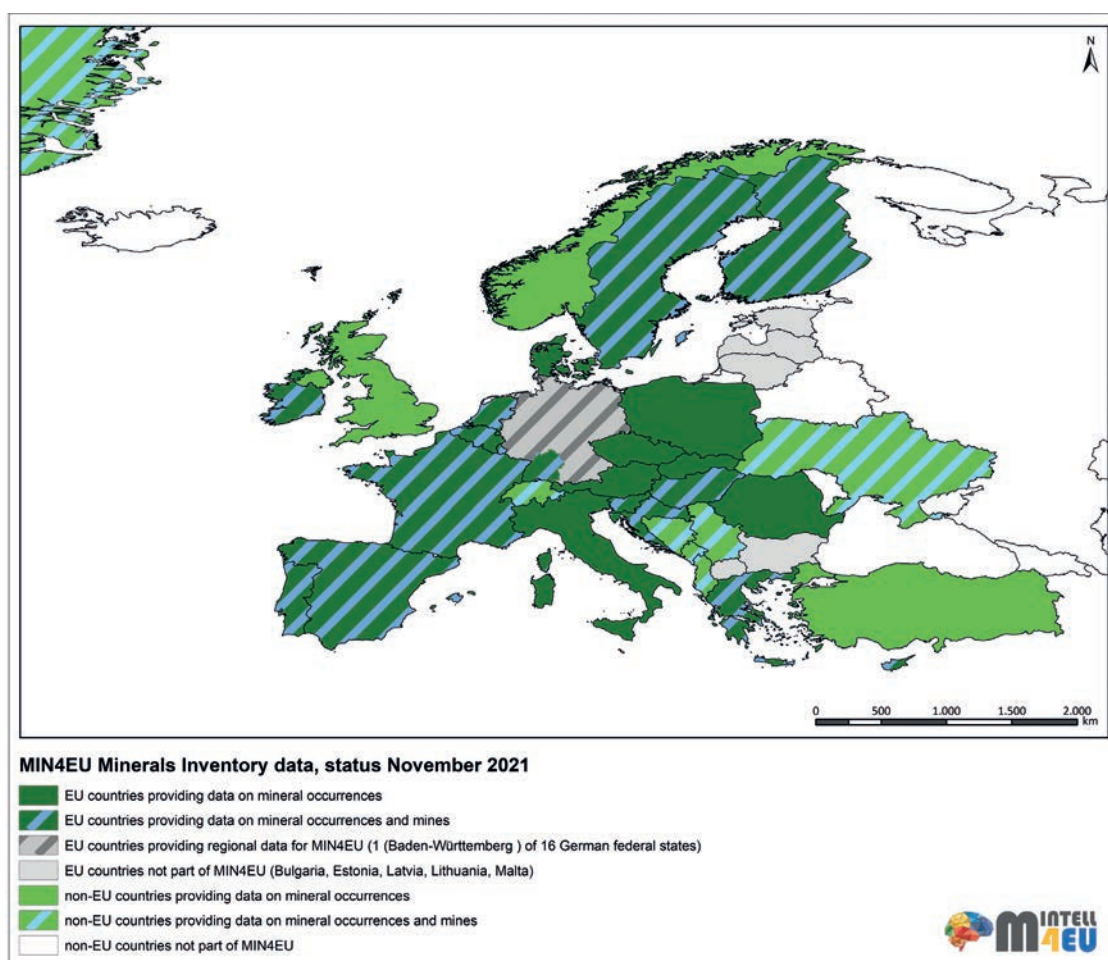 N
0 500 1.000 1.500 2.000
km
MIN4EU Minerals Inventory data, status November 2021
EU countries providing data on mineral occurrences
EU countries providing data on mineral occurrences and mines
EU countries providing regional data for MIN4EU (1 (Baden-Württemberg ) of 16 German federal states)
EU countries not part of MIN4EU (Bulgaria, Estonia, Latvia, Lithuania, Malta)
non-EU countries providing data on mineral occurrences
non-EU countries providing data on mineral occurrences and mines
non-EU countries not part of MIN4EU
MINTELL
4EU